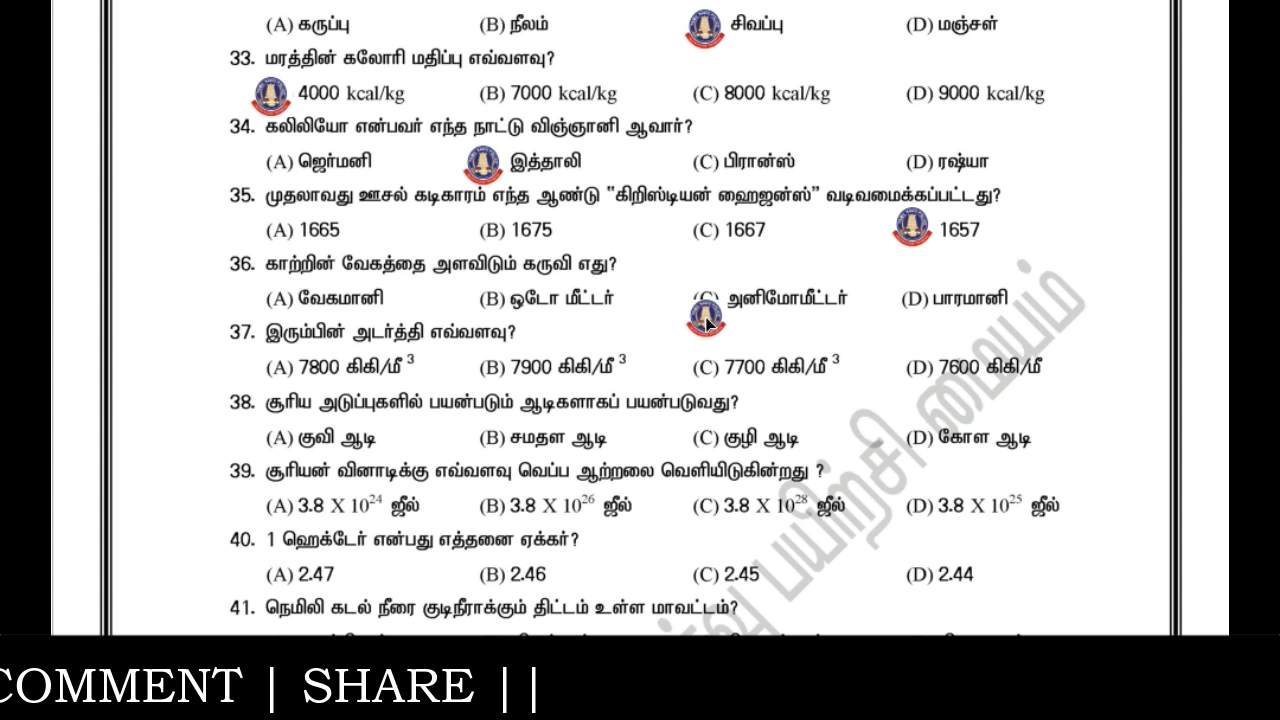 (A) கருப்பு (B) நீலம் சிவப்பு (D) மஞ்சள்
33. மரத்தின் கலோரி மதிப்பு எவ்வளவு?
4000 kcal/kg (B) 7000 kcal/kg (C) 8000 kcal/kg (D) 9000 kcal/kg
34. கலிலியோ என்பவர் எந்த நாட்டு விஞ்ஞானி ஆவார்?
(A) ஜெர்மனி இத்தாலி (C) பிரான்ஸ் (D) ரஷ்யா
35. முதலாவது ஊசல் கடிகாரம் எந்த ஆண்டு "கிறிஸ்டியன் ஹைஜன்ஸ்" வடிவமைக்கப்பட்டது?
(A) 1665 (B) 1675 (C) 1667 1657
36. காற்றின் வேகத்தை அளவிடும் கருவி எது?
(A) வேகமானி (B) ஒடோ மீட்டர் (C) அனிமோமீட்டர் (D) பாரமானி
37. இரும்பின் அடர்த்தி எவ்வளவு?
(A) 7800 கிகி/மீ ³ (B) 7900 கிகி/மீ ³ (C) 7700 கிகி/மீ ³ (D) 7600 கிகி/மீ
38. சூரிய அடுப்புகளில் பயன்படும் ஆடிகளாகப் பயன்படுவது?
(A) குவி ஆடி (B) சமதள ஆடி (C) குழி ஆடி (D) கோள ஆடி
39. சூரியன் வினாடிக்கு எவ்வளவு வெப்ப ஆற்றலை வெளியிடுகின்றது ?
(A) 3.8 X 10²⁴ ஜீல் (B) 3.8 X 10²⁶ ஜீல் (C) 3.8 X 10²⁸ ஜீல் (D) 3.8 X 10²⁵ ஜீல்
40. 1 ஹெக்டேர் என்பது எத்தனை ஏக்கர்?
(A) 2.47 (B) 2.46 (C) 2.45 (D) 2.44
41. நெமிலி கடல் நீரை குடிநீராக்கும் திட்டம் உள்ள மாவட்டம்?
பயிற்சி மையம்
COMMENT | SHARE ||